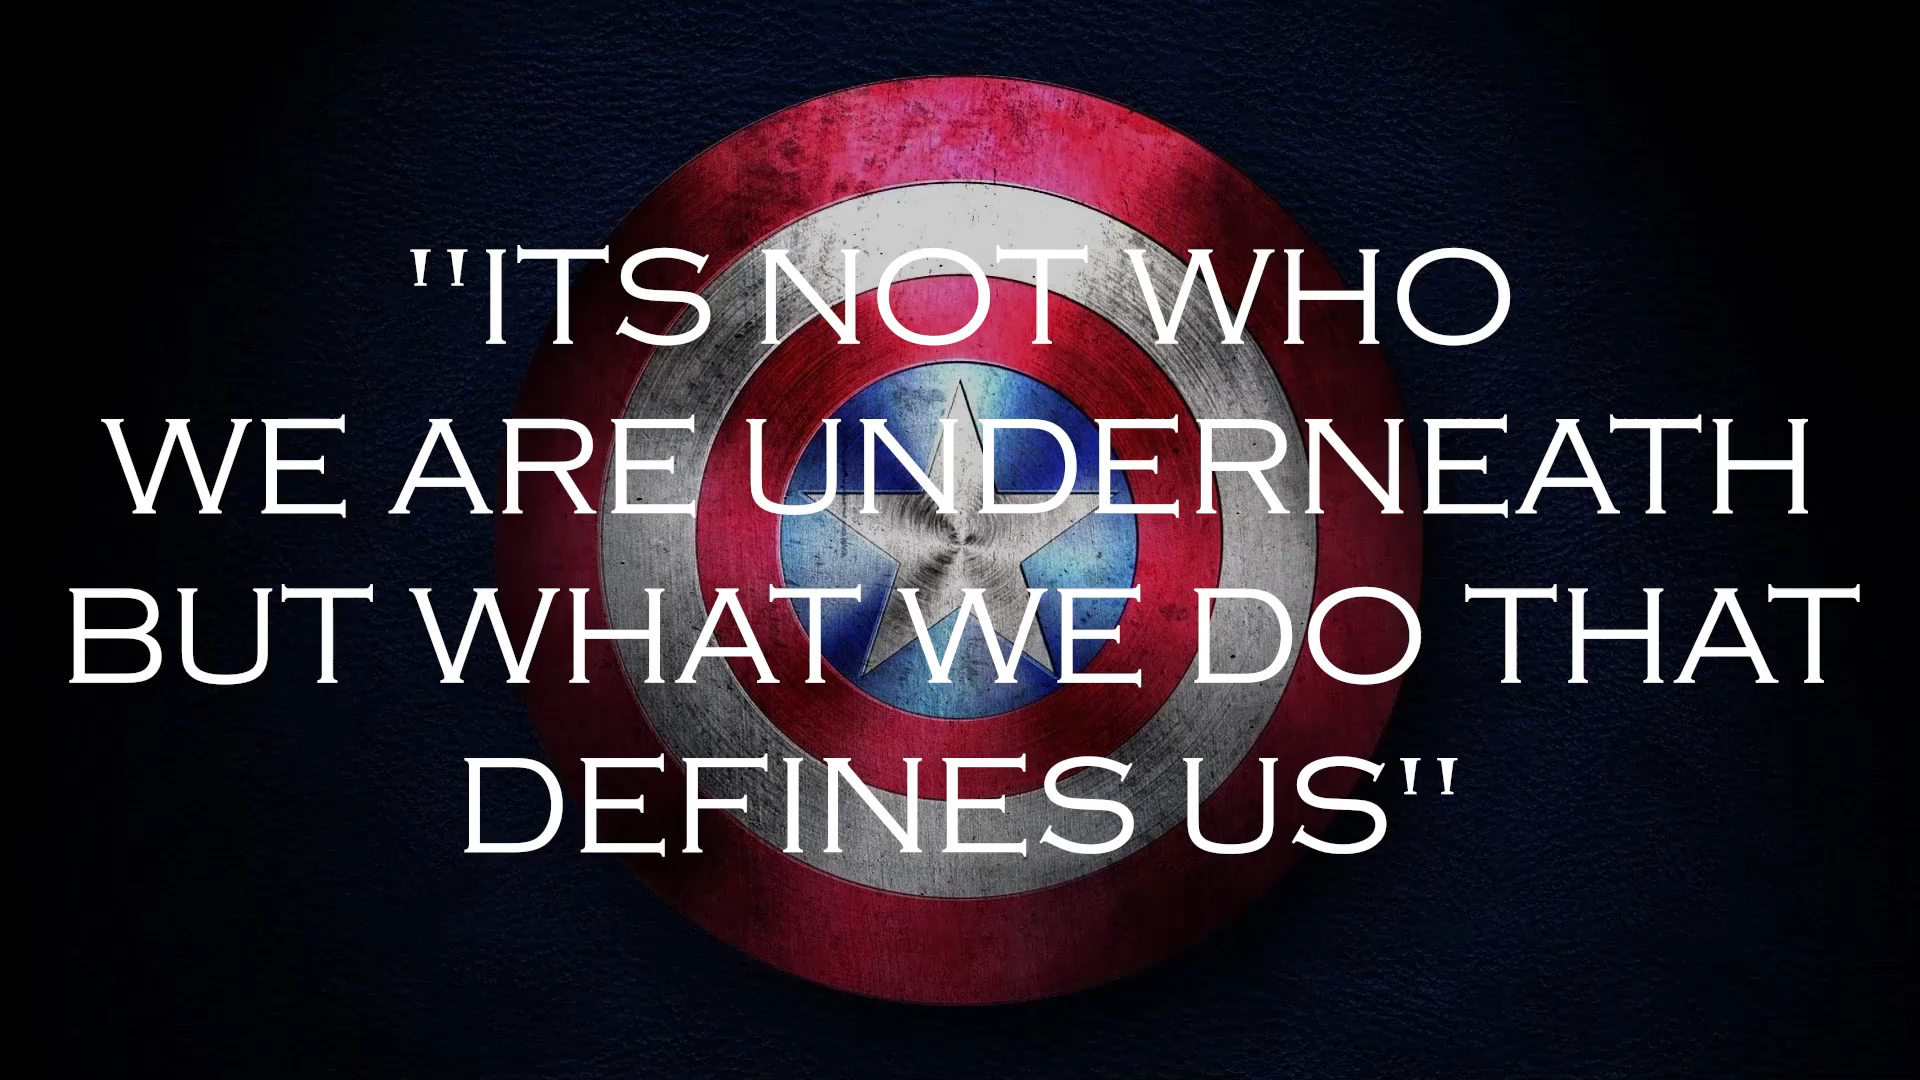 "ITS NOT WHO
WE ARE UNDERNEATH
BUT WHAT WE DO THAT
DEFINES US"